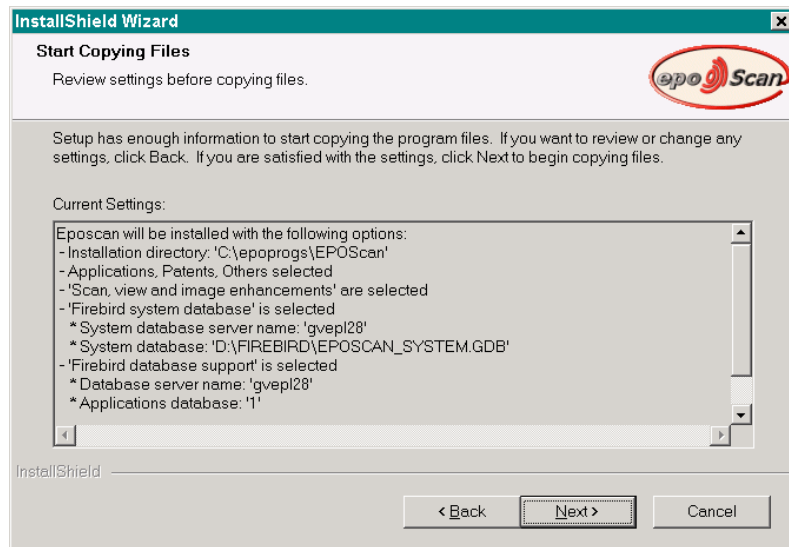 InstallShield Wizard
Start Copying Files
Review settings before copying files.
epo Scan
Setup has enough information to start copying the program files. If you want to review or change any
settings, click Back. If you are satisfied with the settings, click Next to begin copying files.
Current Settings:
Eposcan will be installed with the following options:
- Installation directory: 'C:\epoprogs\EPOScan'
- Applications, Patents, Others selected
- 'Scan, view and image enhancements' are selected
- 'Firebird system database' is selected
* System database server name: 'gvepl28'
* System database: 'D:\FIREBIRD\EPOSCAN_SYSTEM.GDB'
- 'Firebird database support' is selected
* Database server name: 'gvepl28'
* Applications database: '1'
InstallShield
< Back Next > Cancel